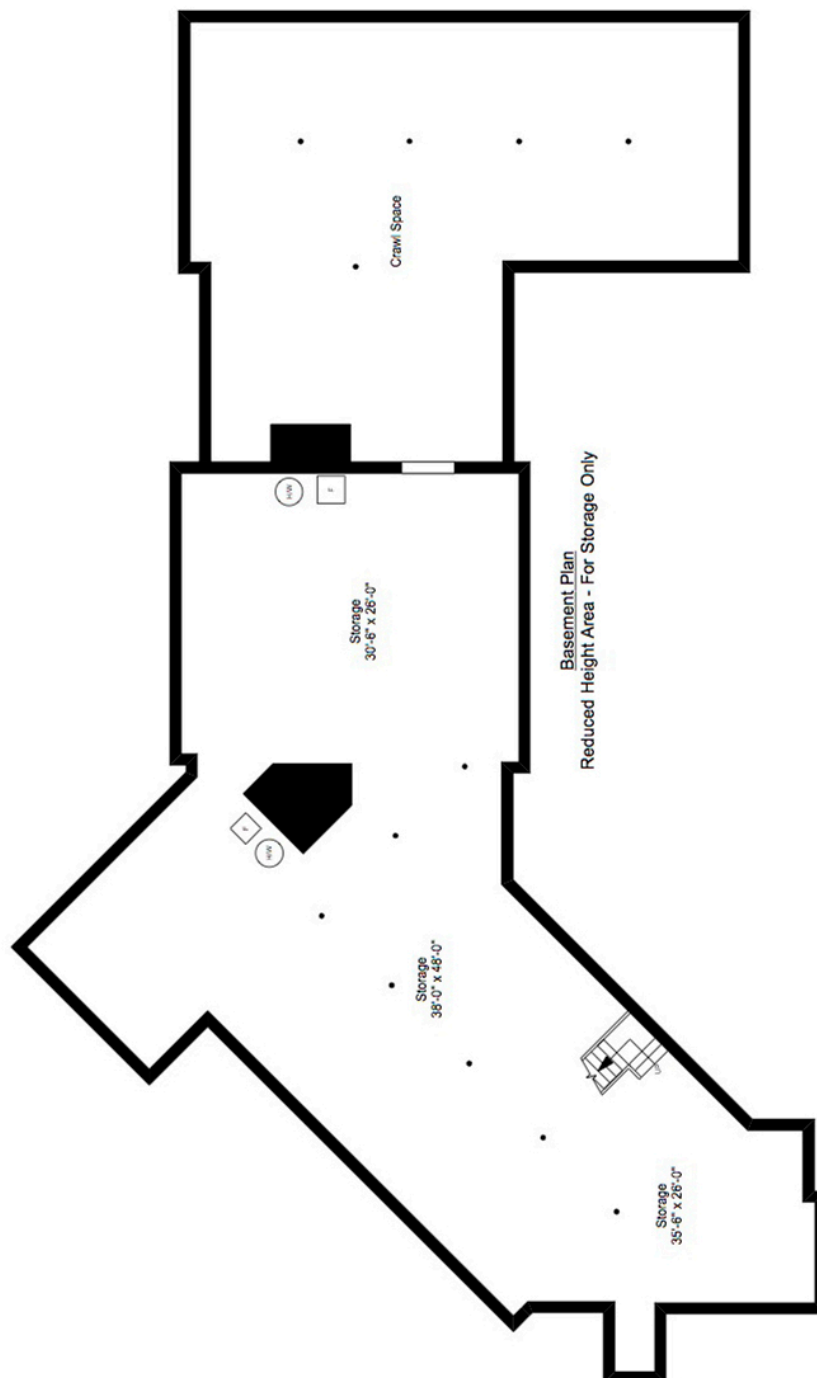 Crawl Space
H/W
F
Storage
30'-6" x 26'-0"
Basement Plan
Reduced Height Area - For Storage Only
F
H/W
Storage
38'-0" x 48'-0"
UP
Storage
35'-6" x 26'-0"